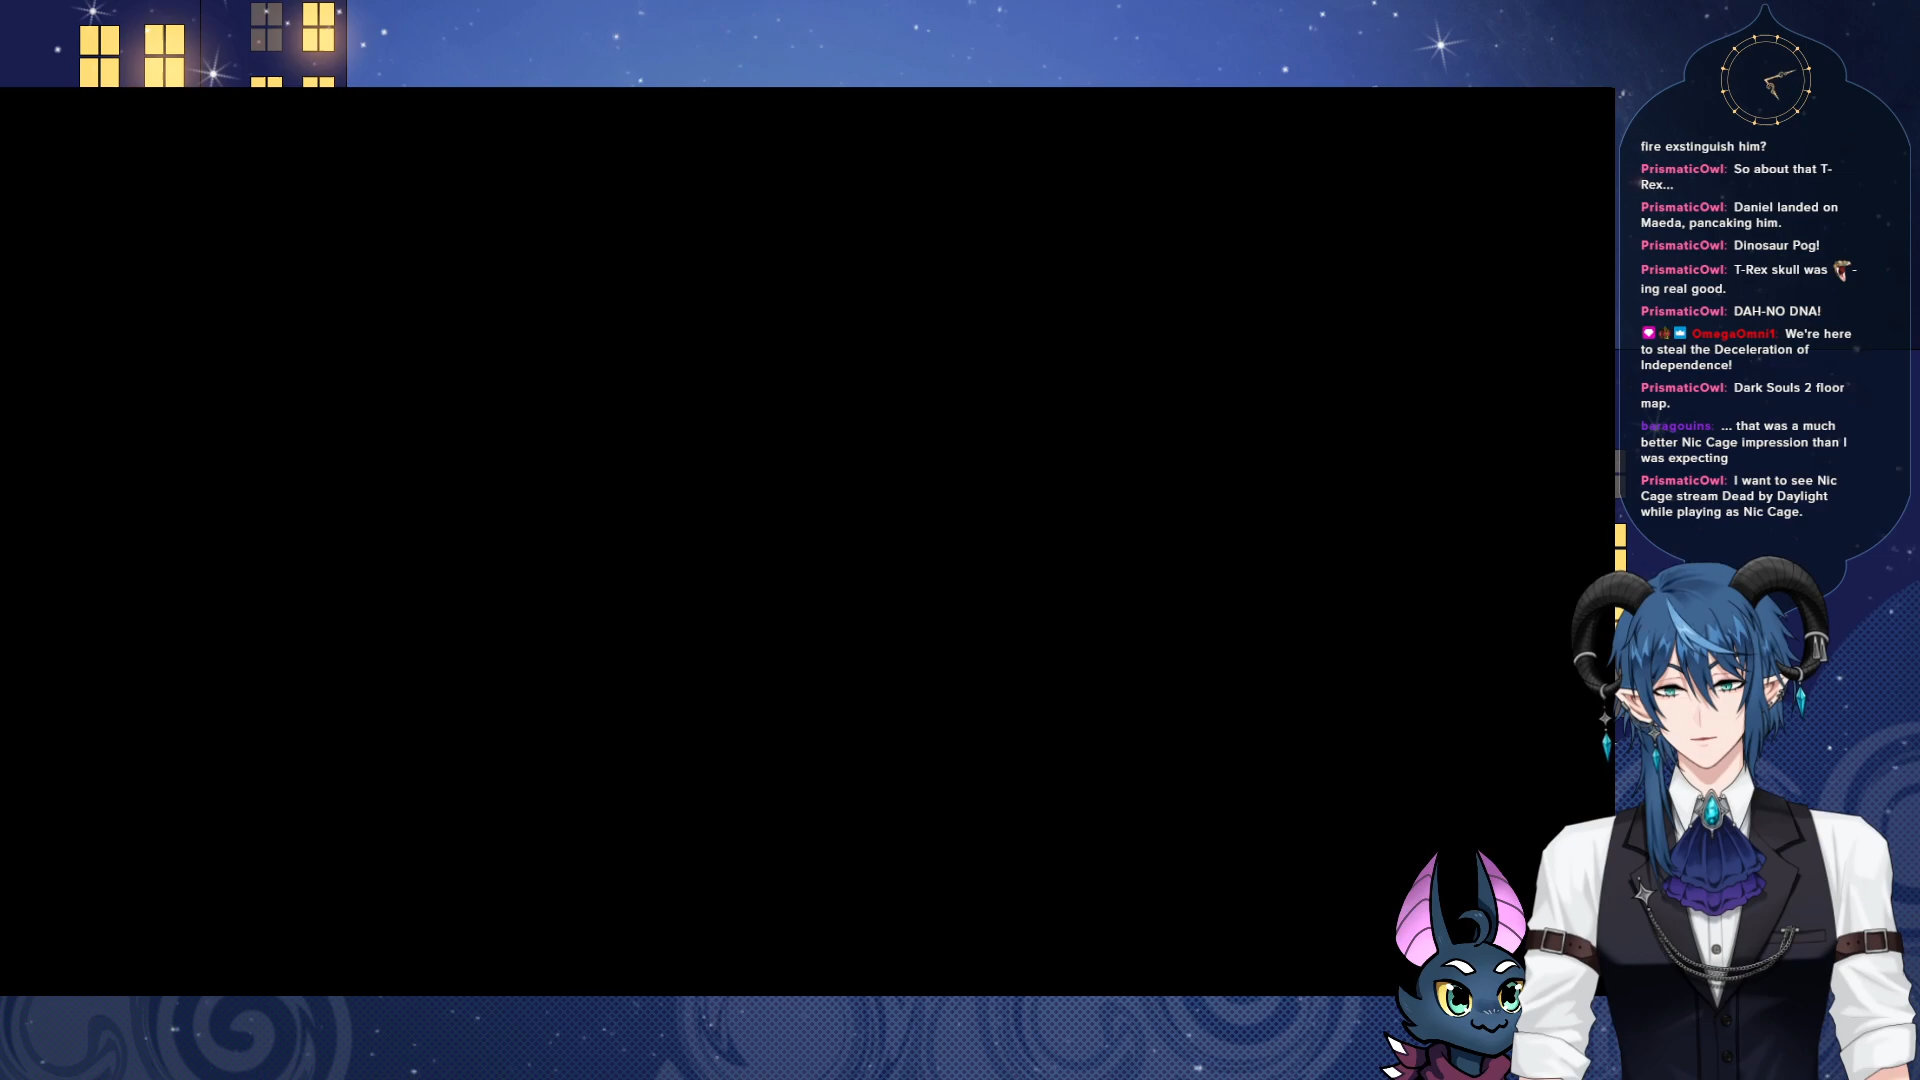 fire exstinguish him?
PrismaticOwl: So about that T-
Rex...
PrismaticOwl: Daniel landed on
Maeda, pancaking him.
PrismaticOwl: Dinosaur Pog!
PrismaticOwl: T-Rex skull was -
ing real good.
PrismaticOwl: DAH-NO DNA!
OmegaOmni1: We're here
to steal the Deceleration of
Independence!
PrismaticOwl: Dark Souls 2 floor
map.
baragouins: ... that was a much
better Nic Cage impression than I
was expecting
PrismaticOwl: I want to see Nic
Cage stream Dead by Daylight
while playing as Nic Cage.